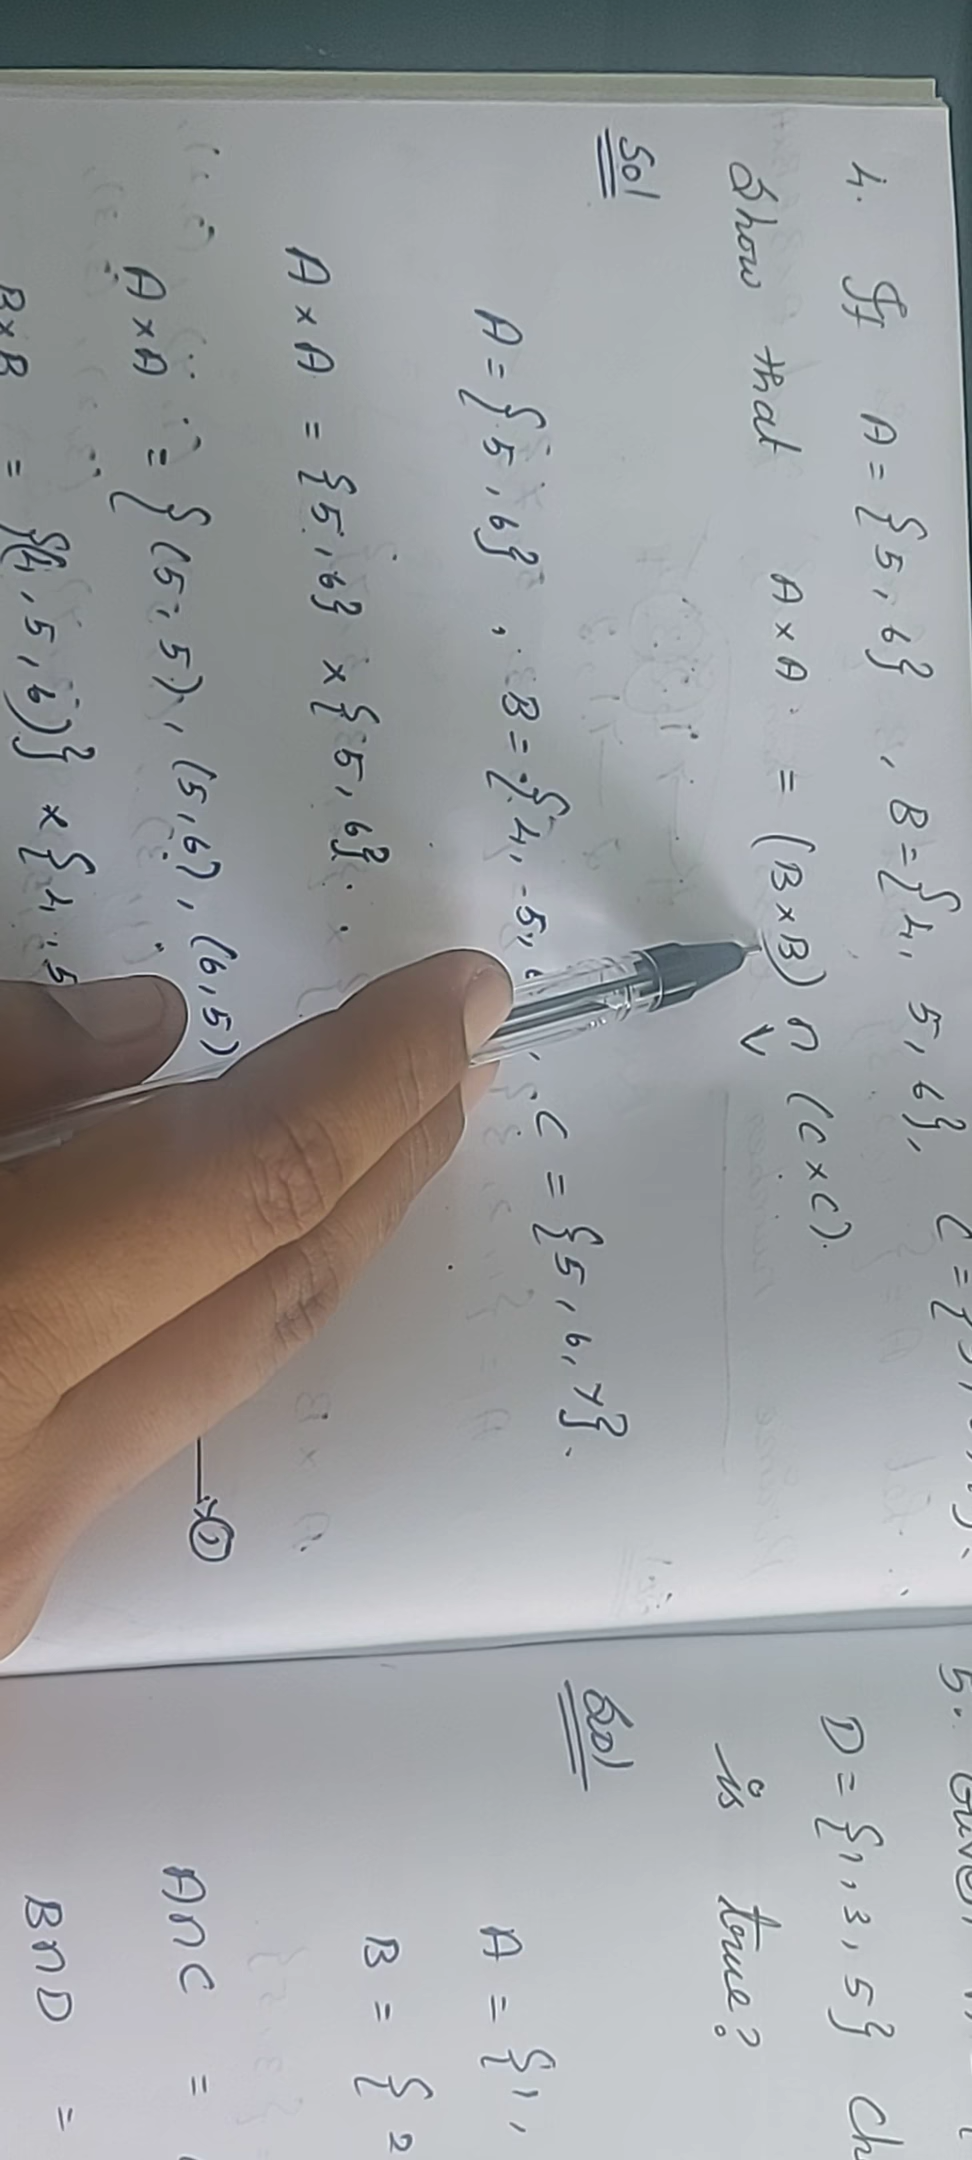 4. If A = {5, 6}, B = {4, 5, 6}, C = {5,
Show that A × A = (B × B) ∩ (C × C).
Sol
A = {5, 6}, B = {4, 5, , C = {5, 6, 7}.
A × A = {5, 6} × {5, 6}.
A × A = {(5, 5), (5, 6), (6, 5) → ①
B × B = {(4, 5, 6)} × {4, 5
5. Given
D = {1, 3, 5} Ch
is true?
Sol
A = {1,
B = {2
A ∩ C =
B ∩ D =